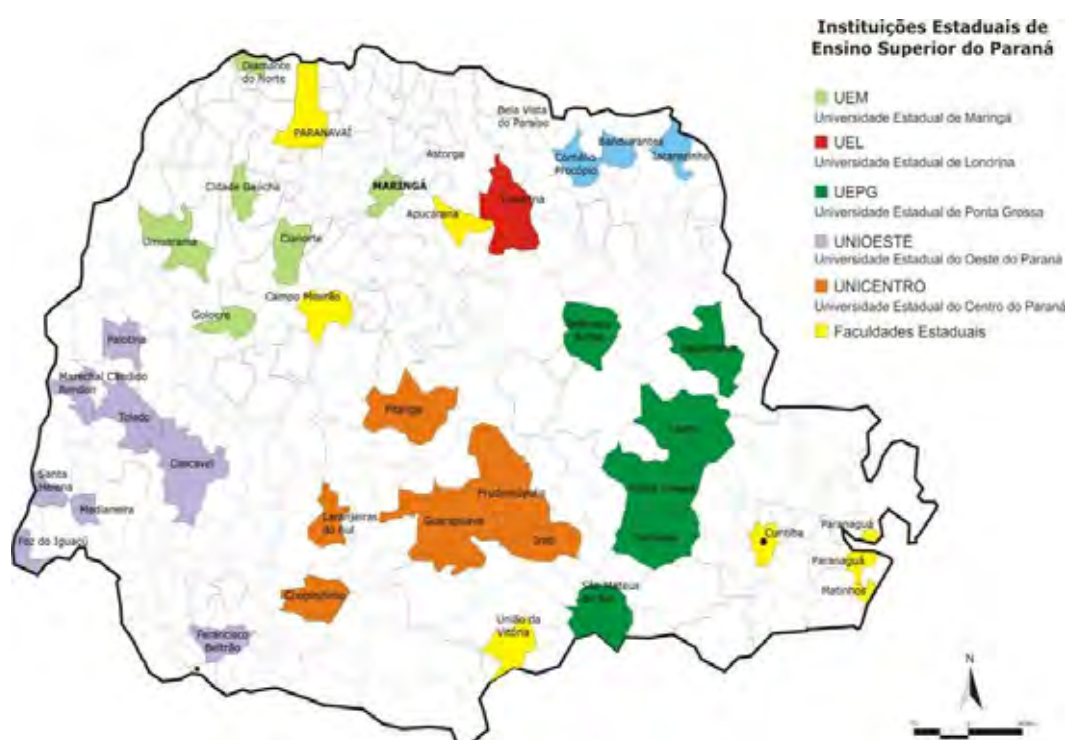 Instituições Estaduais de
Ensino Superior do Paraná
UEM
Universidade Estadual de Maringá
UEL
Universidade Estadual de Londrina
UEPG
Universidade Estadual de Ponta Grossa
UNIOESTE
Universidade Estadual do Oeste do Paraná
UNICENTRO
Universidade Estadual do Centro do Paraná
Faculdades Estaduais
Diamante
do Norte
PARANAVAÍ
Bela Vista
do Paraíso
Cornélio
Procópio
Bandeirantes
Jacarezinho
Astorga
Cidade Gaúcha
MARINGÁ
Apucarana
Londrina
Umuarama
Cianorte
Campo Mourão
Goioerê
Palotina
Marechal Cândido
Rondon
Toledo
Pitanga
Castro
Cascavel
Santa
Helena
Medianeira
Prudentópolis
Ponta Grossa
Laranjeiras
do Sul
Guarapuava
Irati
Foz do Iguaçú
Curitiba
Paranaguá
Paranaguá
Matinhos
São Mateus
do Sul
União da
Vitória
Francisco
Beltrão
N